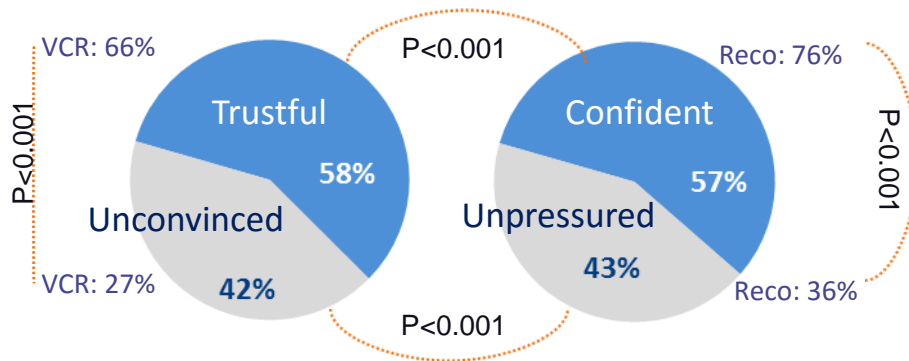 VCR: 66%
P<0.001
Reco: 76%
Trustful
58%
Confident
57%
P<0.001
P<0.001
Unconvinced
42%
Unpressured
43%
VCR: 27%
Reco: 36%
P<0.001